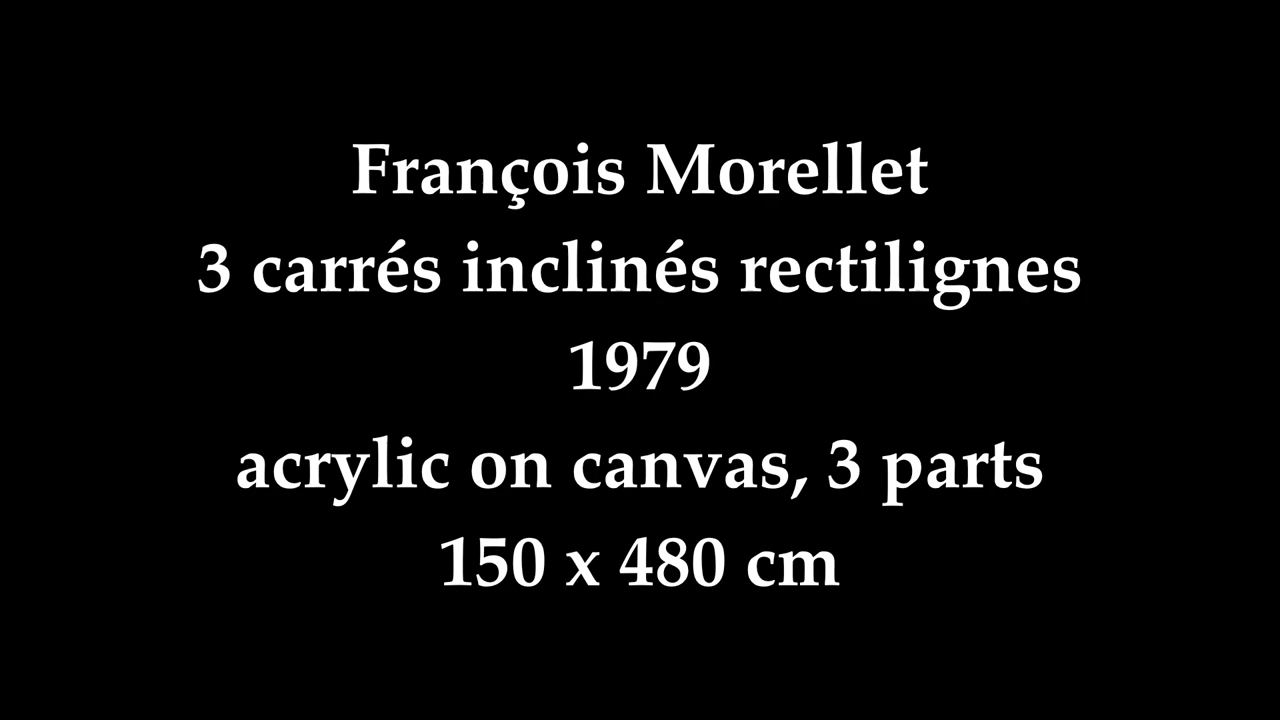 François Morellet
3 carrés inclinés rectilignes
1979
acrylic on canvas, 3 parts
150 x 480 cm